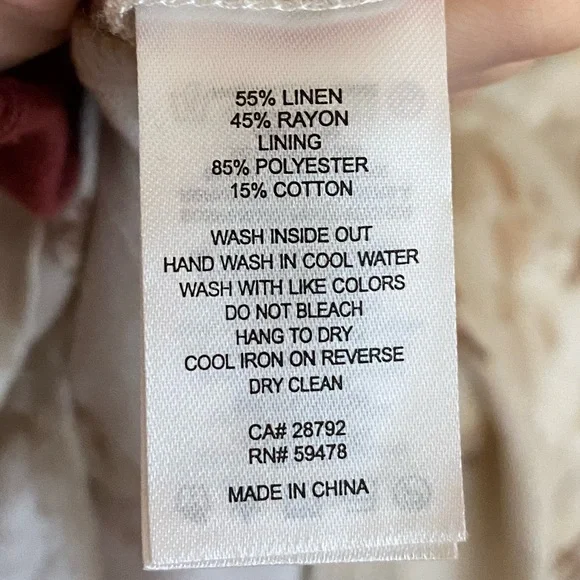 55% LINEN
45% RAYON
LINING
85% POLYESTER
15% COTTON
WASH INSIDE OUT
HAND WASH IN COOL WATER
WASH WITH LIKE COLORS
DO NOT BLEACH
HANG TO DRY
COOL IRON ON REVERSE
DRY CLEAN
CA# 28792
RN# 59478
MADE IN CHINA